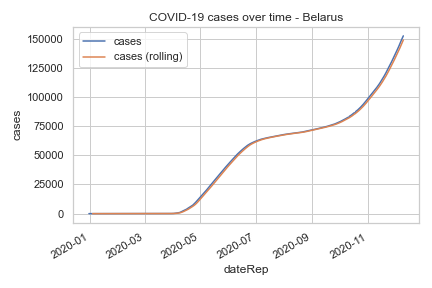 COVID-19 cases over time - Belarus
cases
cases (rolling)
150000
125000
100000
75000
50000
25000
0
cases
2020-01
2020-03
2020-05
2020-07
2020-09
2020-11
dateRep